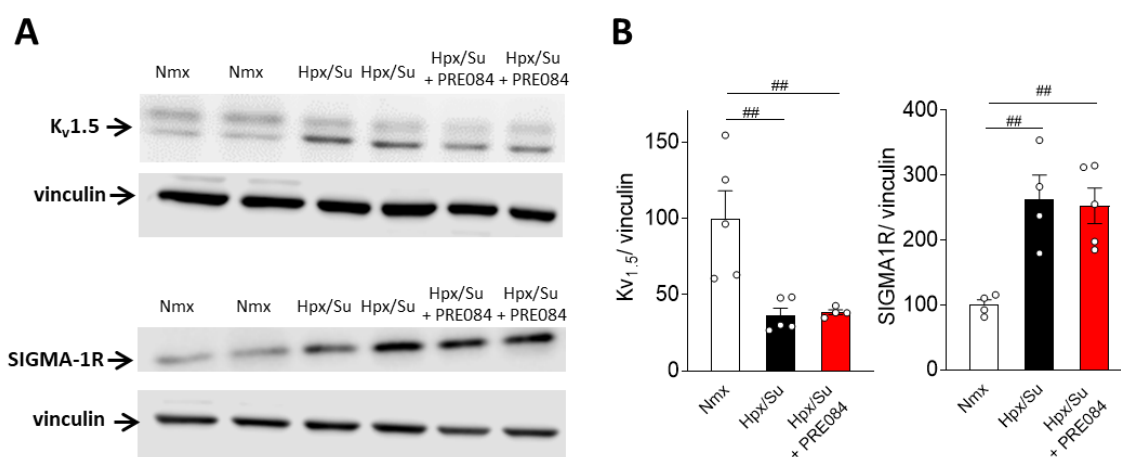 A
Nmx Nmx Hpx/Su Hpx/Su Hpx/Su + PRE084 Hpx/Su + PRE084
Kv1.5
vinculin
Nmx Nmx Hpx/Su Hpx/Su Hpx/Su + PRE084 Hpx/Su + PRE084
SIGMA-1R
vinculin
B
##
##
Kv1.5/ vinculin
150
100
50
0
Nmx
Hpx/Su
Hpx/Su
+ PRE084
##
##
SIGMA1R/ vinculin
400
300
200
100
0
Nmx
Hpx/Su
Hpx/Su
+ PRE084